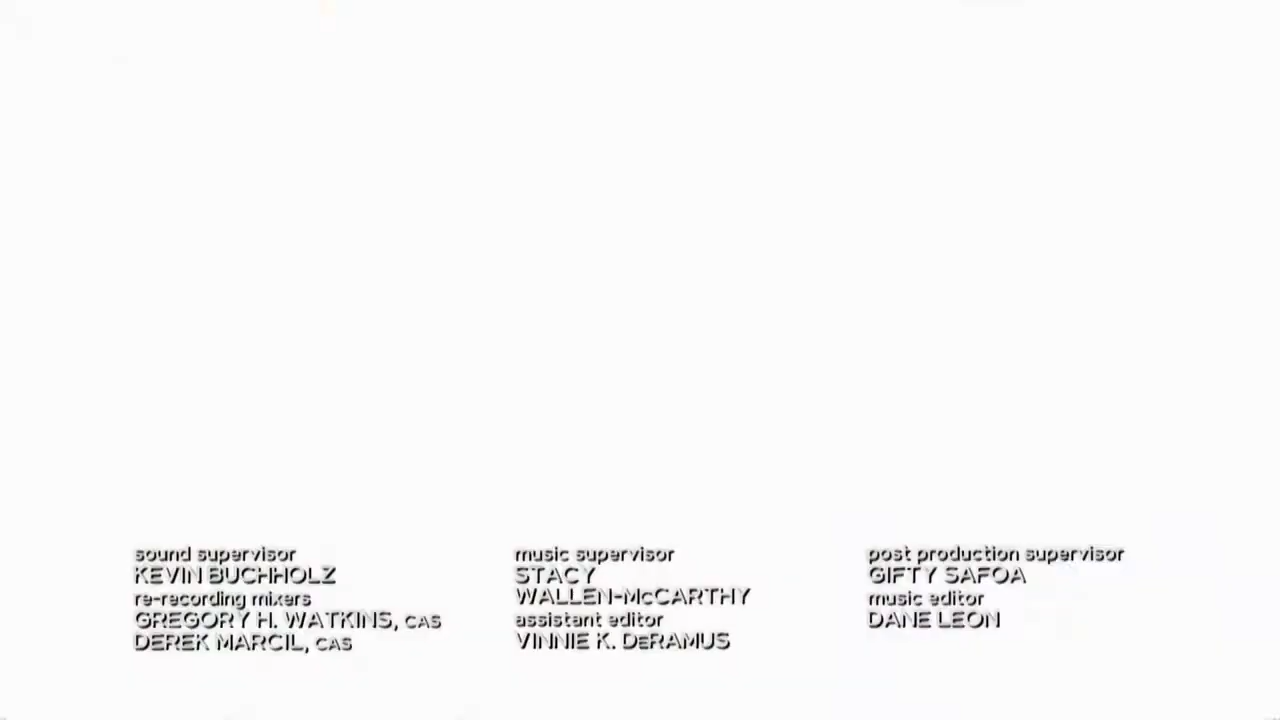 sound supervisor
KEVIN BUCHHOLZ
re-recording mixers
GREGORY H. WATKINS, CAS
DEREK MARCIL, CAS
music supervisor
STACY
WALLEN-McCARTHY
assistant editor
VINNIE K. DeRAMUS
post production supervisor
GIFTY SAFOA
music editor
DANE LEON